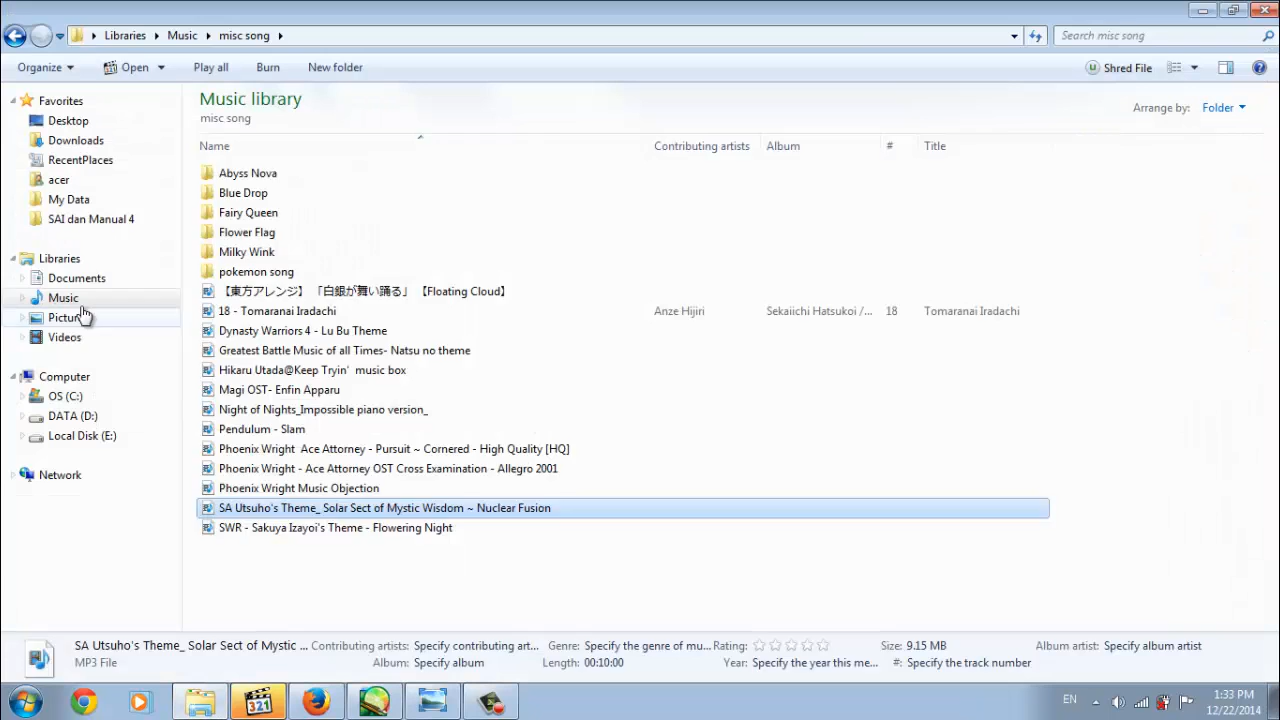 Libraries Music misc song
Search misc song
Organize Open Play all Burn New folder Shred File
Favorites
Desktop
Downloads
RecentPlaces
acer
My Data
SAI dan Manual 4
Libraries
Documents
Music
Pictur
Videos
Computer
OS (C:)
DATA (D:)
Local Disk (E:)
Network
Music library
misc song
Arrange by: Folder
Name Contributing artists Album # Title
Abyss Nova
Blue Drop
Fairy Queen
Flower Flag
Milky Wink
pokemon song
【東方アレンジ】 「白銀が舞い踊る」 【Floating Cloud】
18 - Tomaranai Iradachi Anze Hijiri Sekaiichi Hatsukoi /... 18 Tomaranai Iradachi
Dynasty Warriors 4 - Lu Bu Theme
Greatest Battle Music of all Times- Natsu no theme
Hikaru Utada@Keep Tryin' music box
Magi OST- Enfin Apparu
Night of Nights_Impossible piano version_
Pendulum - Slam
Phoenix Wright Ace Attorney - Pursuit ~ Cornered - High Quality [HQ]
Phoenix Wright - Ace Attorney OST Cross Examination - Allegro 2001
Phoenix Wright Music Objection
SA Utsuho's Theme_ Solar Sect of Mystic Wisdom ~ Nuclear Fusion
SWR - Sakuya Izayoi's Theme - Flowering Night
SA Utsuho's Theme_ Solar Sect of Mystic ... Contributing artists: Specify contributing art... Genre: Specify the genre of mu... Rating: Size: 9.15 MB Album artist: Specify album artist
MP3 File Album: Specify album Length: 00:10:00 Year: Specify the year this me... #: Specify the track number
321
EN
1:33 PM
12/22/2014